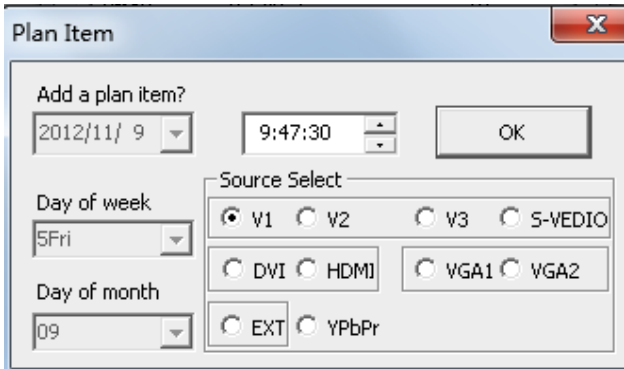 Plan Item
Add a plan item?
2012/11/ 9
9:47:30
OK
Day of week
5Fri
Day of month
09
Source Select
V1 V2 V3 S-VEDIO
DVI HDMI VGA1 VGA2
EXT YPbPr